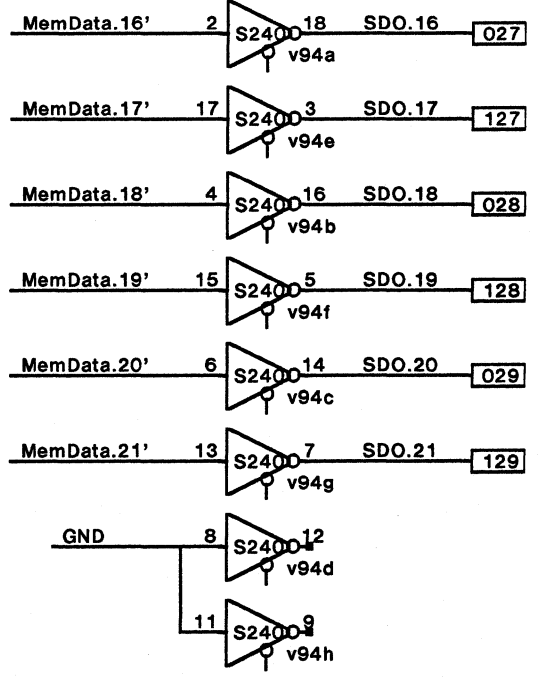 MemData.16' 2 S240 18 SDO.16 027
v94a
MemData.17' 17 S240 3 SDO.17 127
v94e
MemData.18' 4 S240 16 SDO.18 028
v94b
MemData.19' 15 S240 5 SDO.19 128
v94f
MemData.20' 6 S240 14 SDO.20 029
v94c
MemData.21' 13 S240 7 SDO.21 129
v94g
GND 8 S240 12
v94d
11 S240 9
v94h